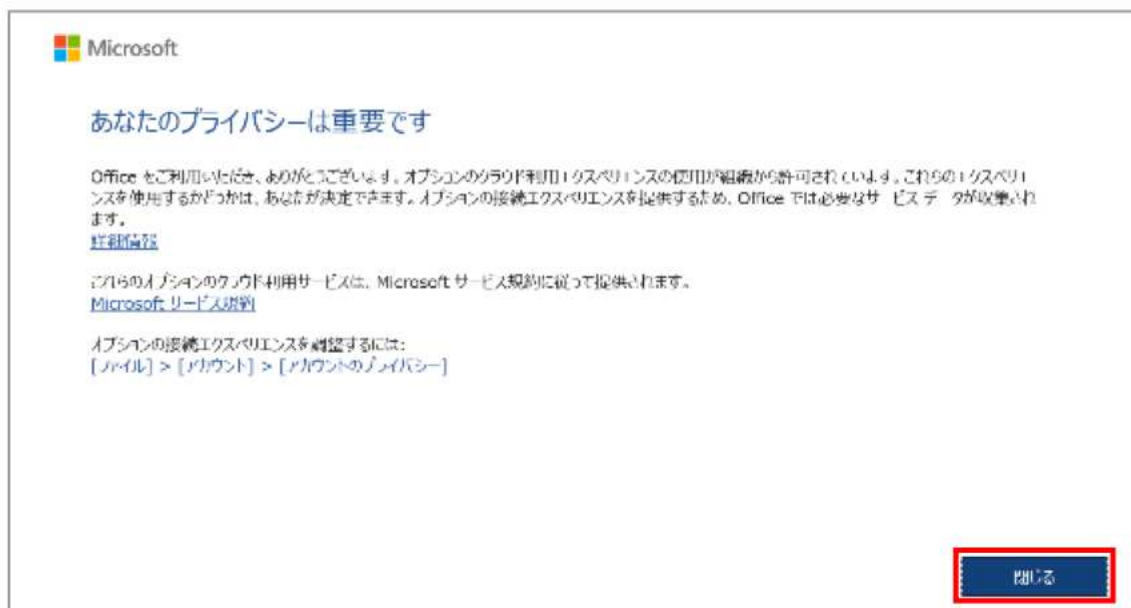 Microsoft
あなたのプライバシーは重要です
Office をご利用いただき、ありがとうございます。オプションのクラウド利用エクスペリエンスの使用が組織から許可されています。これらのエクスペリエ
ンスを使用するかどうかは、あなたが決定できます。オプションの接続エクスペリエンスを提供するため、Office では必要なサービス データが収集され
ます。
詳細情報
これらのオプションのクラウド利用サービスは、Microsoft サービス規約に従って提供されます。
Microsoft サービス規約
オプションの接続エクスペリエンスを調整するには:
[ファイル] > [アカウント] > [アカウントのプライバシー]
閉じる